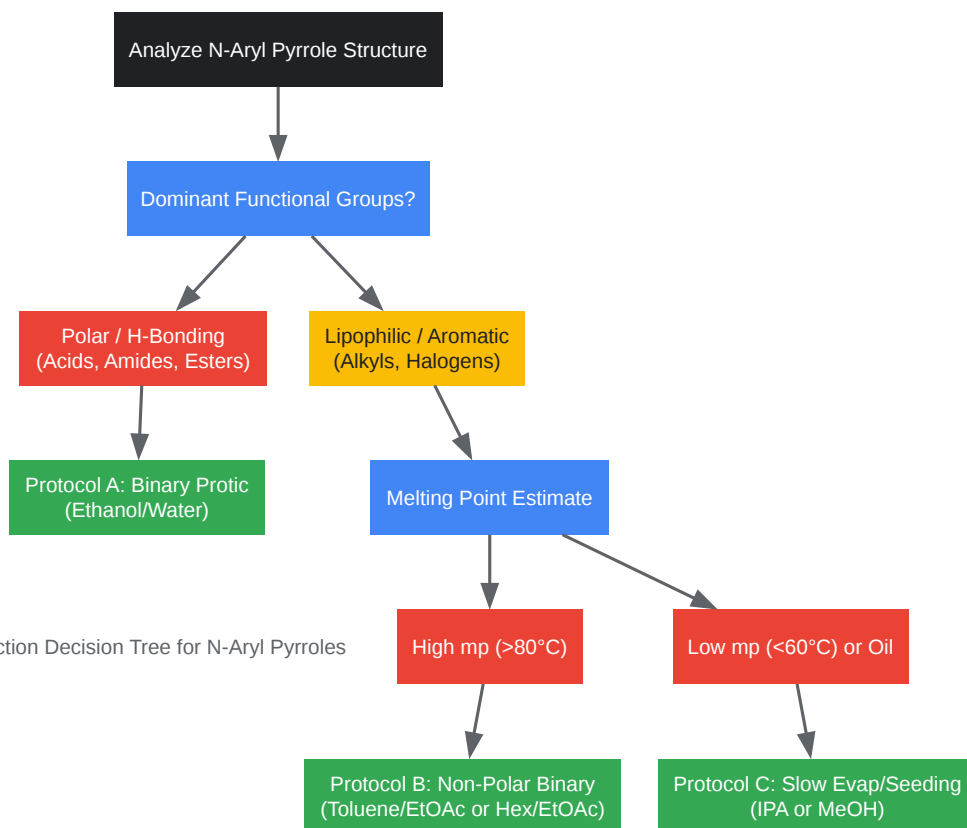 Analyze N-Aryl Pyrrole Structure
Dominant Functional Groups?
Polar / H-Bonding
(Acids, Amides, Esters)
Lipophilic / Aromatic
(Alkyls, Halogens)
Protocol A: Binary Protic
(Ethanol/Water)
Melting Point Estimate
Decision Tree for N-Aryl Pyrroles
High mp (>80°C)
Low mp (<60°C) or Oil
Protocol B: Non-Polar Binary
(Toluene/EtOAc or Hex/EtOAc)
Protocol C: Slow Evap/Seeding
(IPA or MeOH)